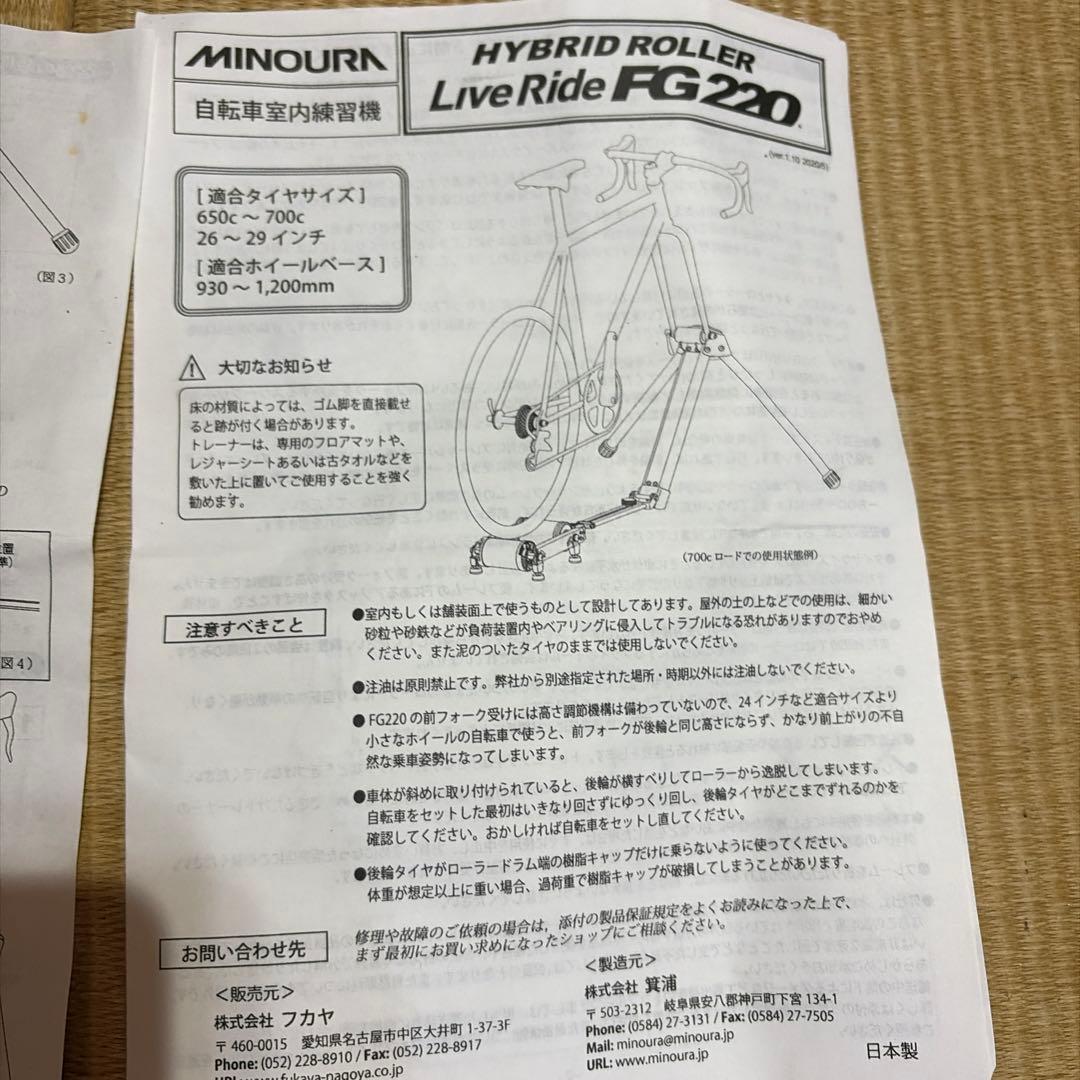 (図3)
の
図4)
MINOURA
自転車室内練習機
HYBRID ROLLER
LiveRide FG220
(ver.1.10 2020/5)
[ 適合タイヤサイズ ]
650c ～ 700c
26 ～ 29 インチ
[ 適合ホイールベース ]
930 ～ 1,200mm
大切なお知らせ
床の材質によっては、ゴム脚を直接載せ
ると跡が付く場合があります。
トレーナーは、専用のフロアマットや、
レジャーシートあるいは古タオルなどを
敷いた上に置いてご使用することを強く
勧めます。
(700c ロードでの使用状態例)
注意すべきこと
●室内もしくは舗装面上で使うものとして設計してあります。屋外の土の上などでの使用は、細かい
砂粒や砂鉄などが負荷装置内やベアリングに侵入してトラブルになる恐れがありますのでおやめ
ください。また泥のついたタイヤのままでは使用しないでください。
●注油は原則禁止です。弊社から別途指定された場所・時期以外には注油しないでください。
●FG220 の前フォーク受けには高さ調節機構は備わっていないので、24 インチなど適合サイズより
小さなホイールの自転車で使うと、前フォークが後輪と同じ高さにならず、かなり前上がりの不自
然な乗車姿勢になってしまいます。
●車体が斜めに取り付けられていると、後輪が横すべりしてローラーから逸脱してしまいます。
自転車をセットした最初はいきなり回さずにゆっくり回し、後輪タイヤがどこまでずれるのかを
確認してください。おかしければ自転車をセットし直してください。
●後輪タイヤがローラードラム端の樹脂キャップだけに乗らないように使ってください。
体重が想定以上に重い場合、過荷重で樹脂キャップが破損してしまうことがあります。
お問い合わせ先
修理や故障のご依頼の場合は，添付の製品保証規定をよくお読みになった上で、
まず最初にお買い求めになったショップにご相談ください。
＜販売元＞
株式会社 フカヤ
〒460-0015 愛知県名古屋市中区大井町 1-37-3F
Phone: (052) 228-8910 / Fax: (052) 228-8917
URL: www.fukaya-nagoya.co.jp
＜製造元＞
株式会社 箕浦
〒503-2312 岐阜県安八郡神戸町下宮 134-1
Phone: (0584) 27-3131 / Fax: (0584) 27-7505
Mail: minoura@minoura.jp
URL: www.minoura.jp
日本製